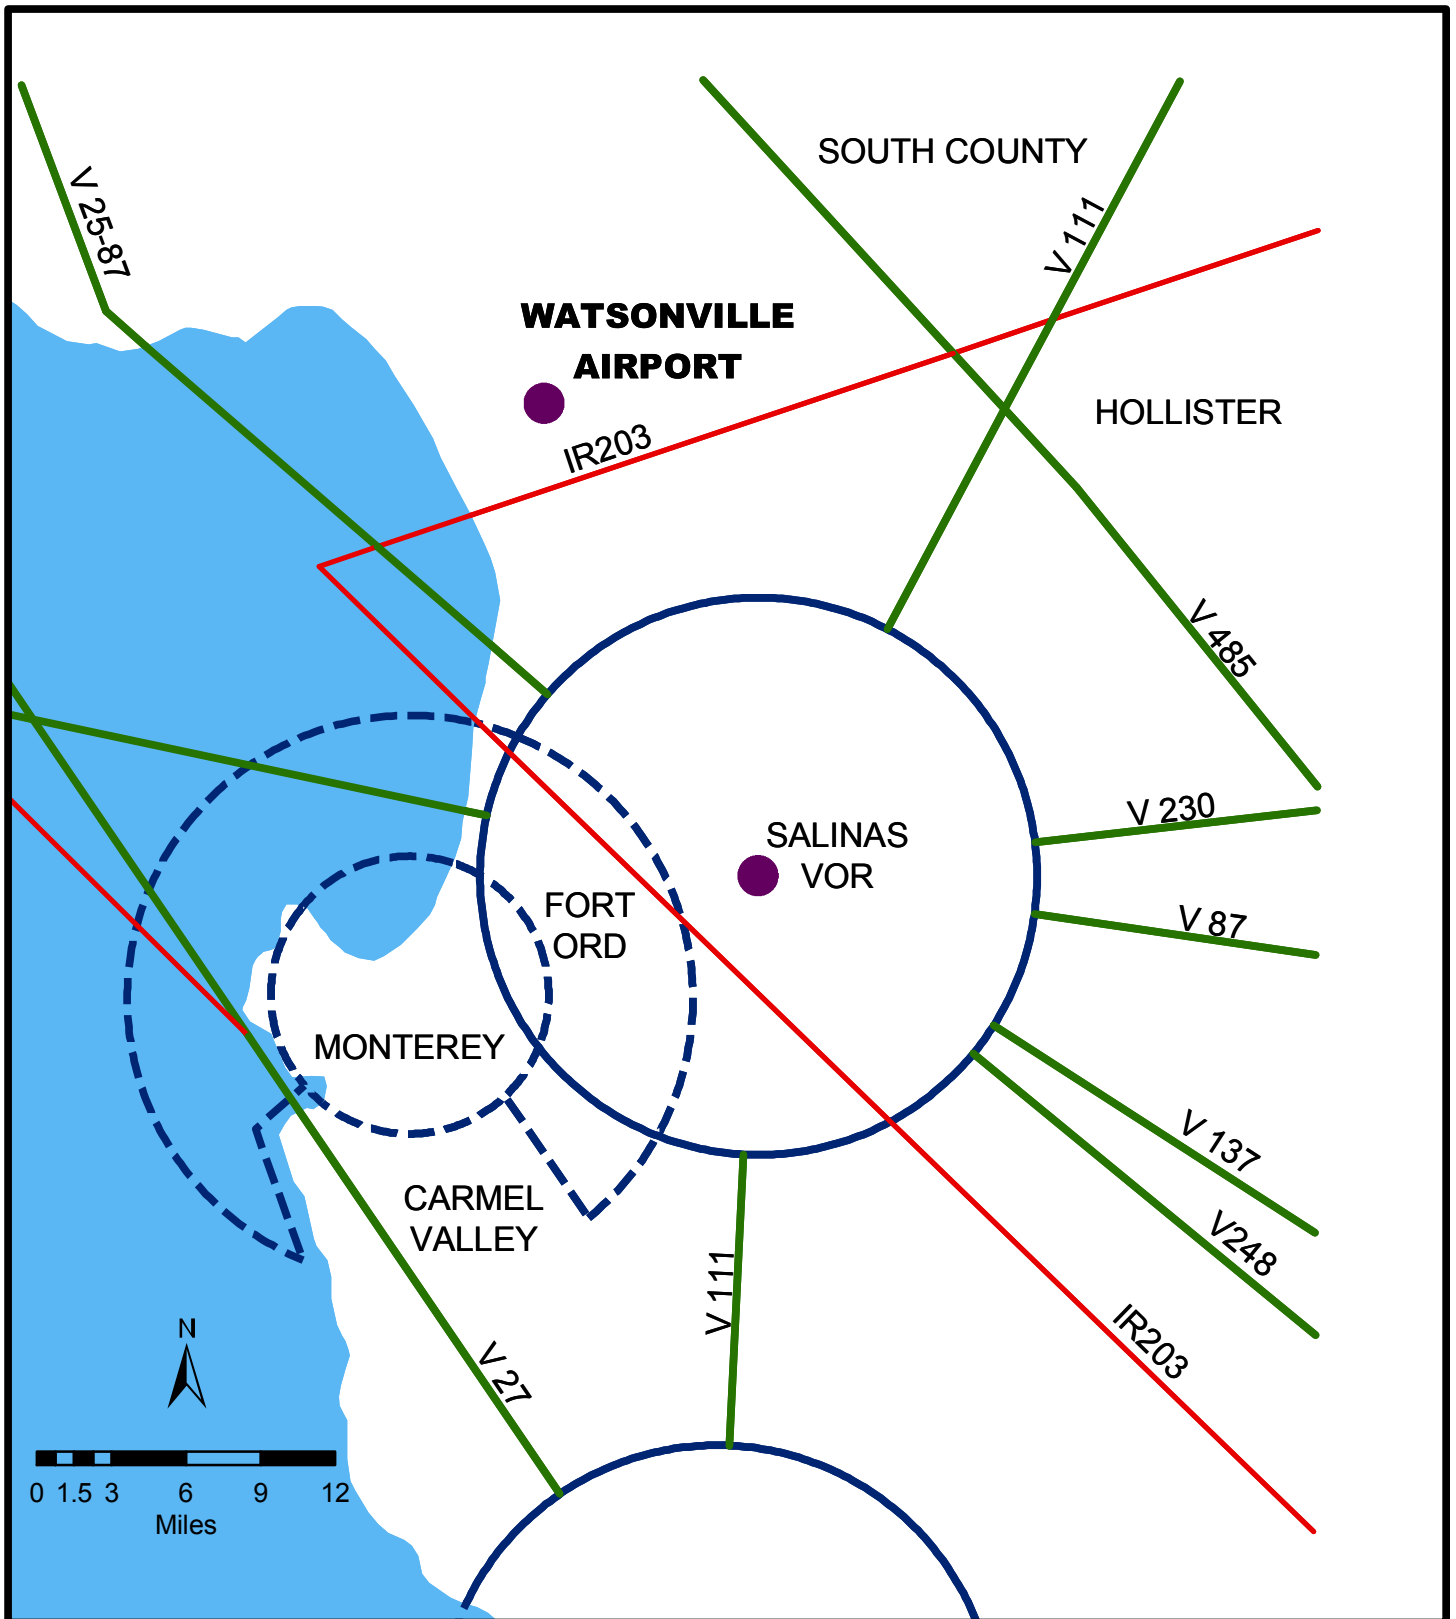 SOUTH COUNTY
V 25-87
V 111
WATSONVILLE
AIRPORT
HOLLISTER
IR203
V 485
V 230
SALINAS
VOR
FORT
ORD
V 87
MONTEREY
V 137
CARMEL
VALLEY
V248
V 111
IR203
V 27
N
0 1.5 3 6 9 12
Miles